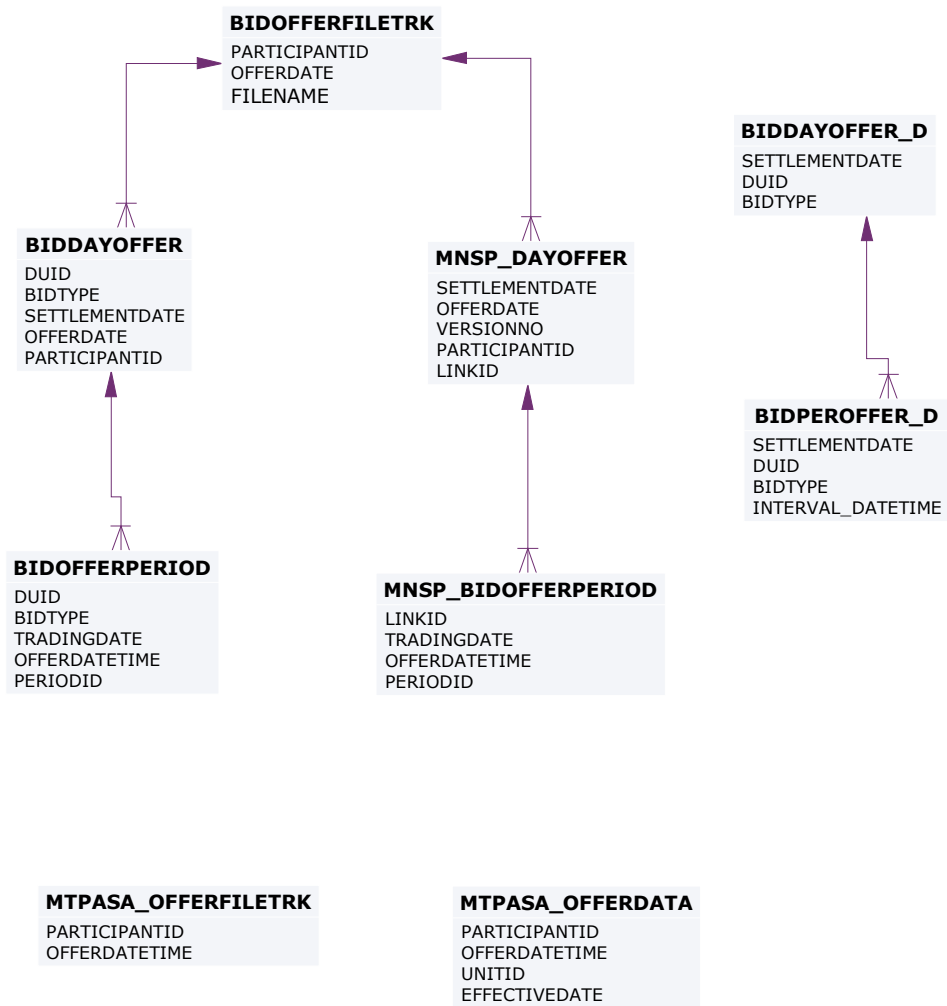 BIDOFFERFILETRK
PARTICIPANTID
OFFERDATE
FILENAME
BIDDAYOFFER_D
SETTLEMENTDATE
DUID
BIDTYPE
BIDDAYOFFER
DUID
BIDTYPE
SETTLEMENTDATE
OFFERDATE
PARTICIPANTID
MNSP_DAYOFFER
SETTLEMENTDATE
OFFERDATE
VERSIONNO
PARTICIPANTID
LINKID
BIDPEROFFER_D
SETTLEMENTDATE
DUID
BIDTYPE
INTERVAL_DATETIME
BIDOFFERPERIOD
DUID
BIDTYPE
TRADINGDATE
OFFERDATETIME
PERIODID
MNSP_BIDOFFERPERIOD
LINKID
TRADINGDATE
OFFERDATETIME
PERIODID
MTPASA_OFFERFILETRK
PARTICIPANTID
OFFERDATETIME
MTPASA_OFFERDATA
PARTICIPANTID
OFFERDATETIME
UNITID
EFFECTIVEDATE